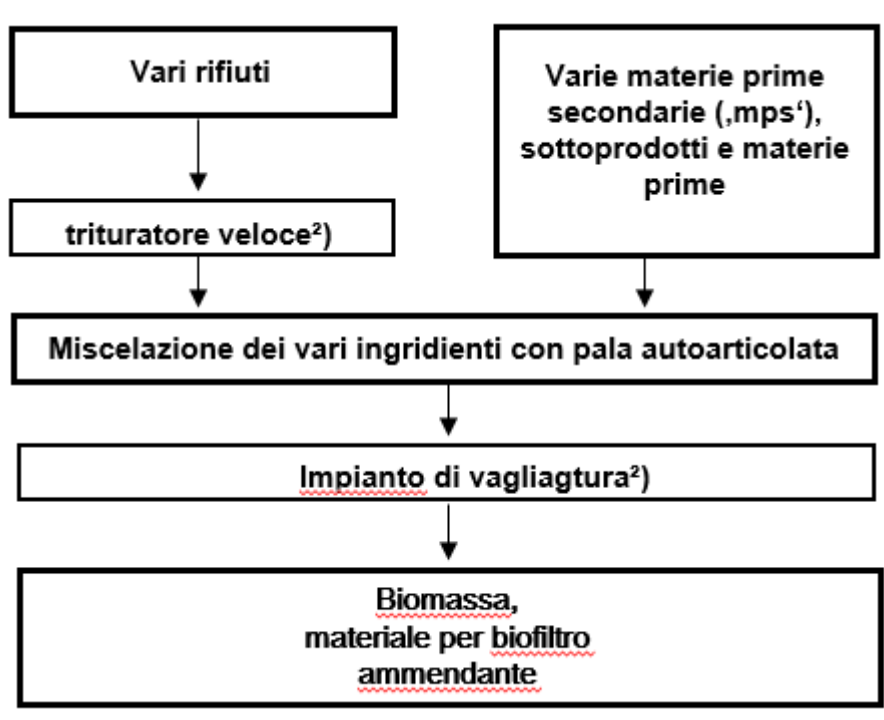 Vari rifiuti
Varie materie prime
secondarie (‚mps‘),
sottoprodotti e materie
prime
trituratore veloce²)
Miscelazione dei vari ingridienti con pala autoarticolata
Impianto di vagliagtura²)
Biomassa,
materiale per biofiltro
ammendante